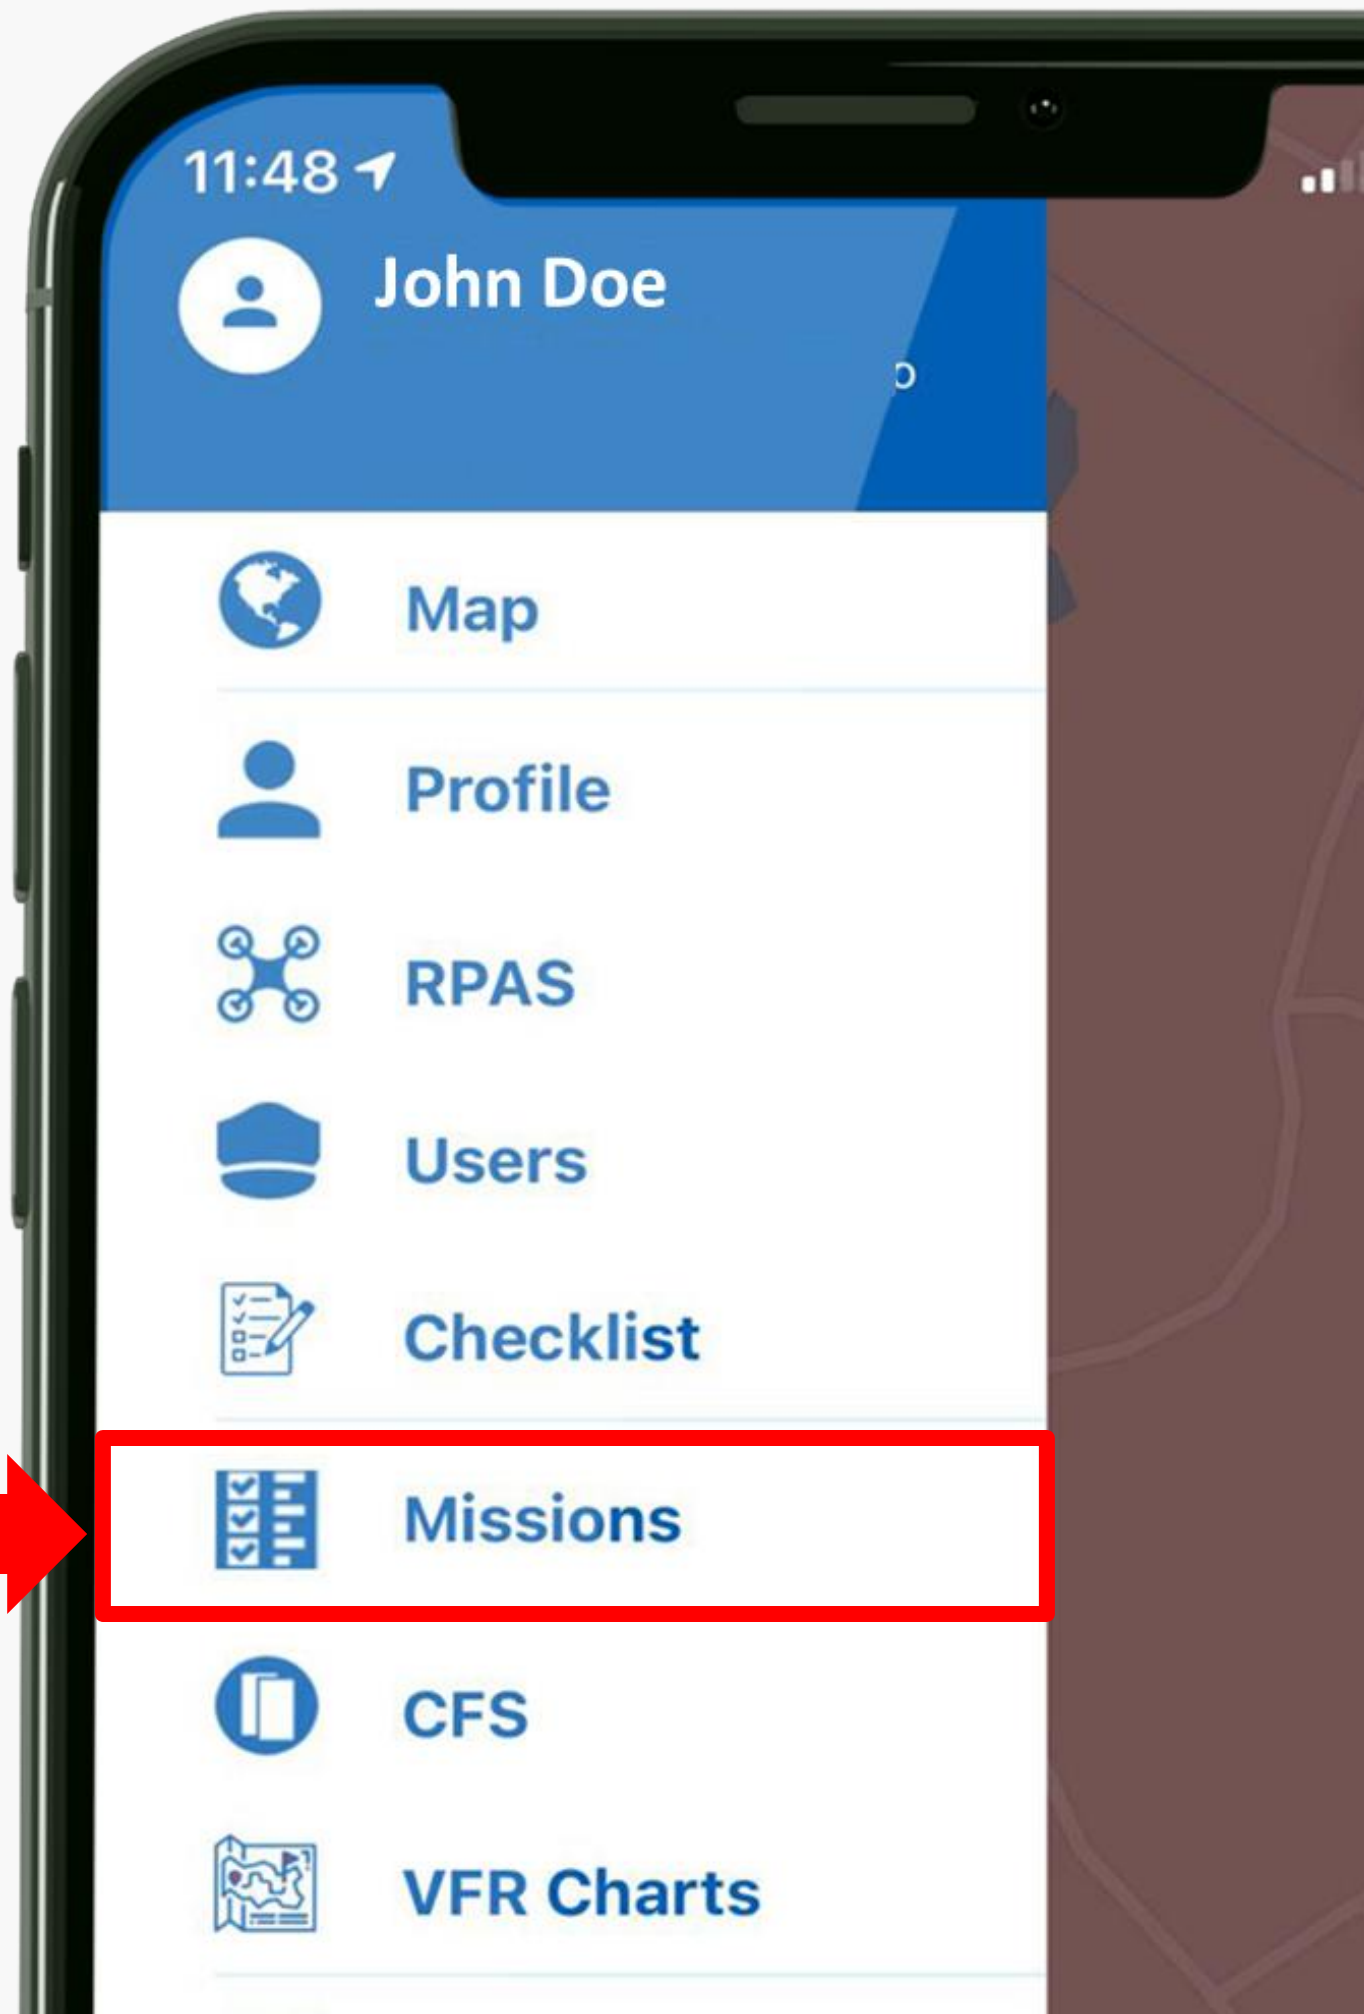 11:48
John Doe
o
Map
Profile
RPAS
Users
Checklist
Missions
CFS
VFR Charts